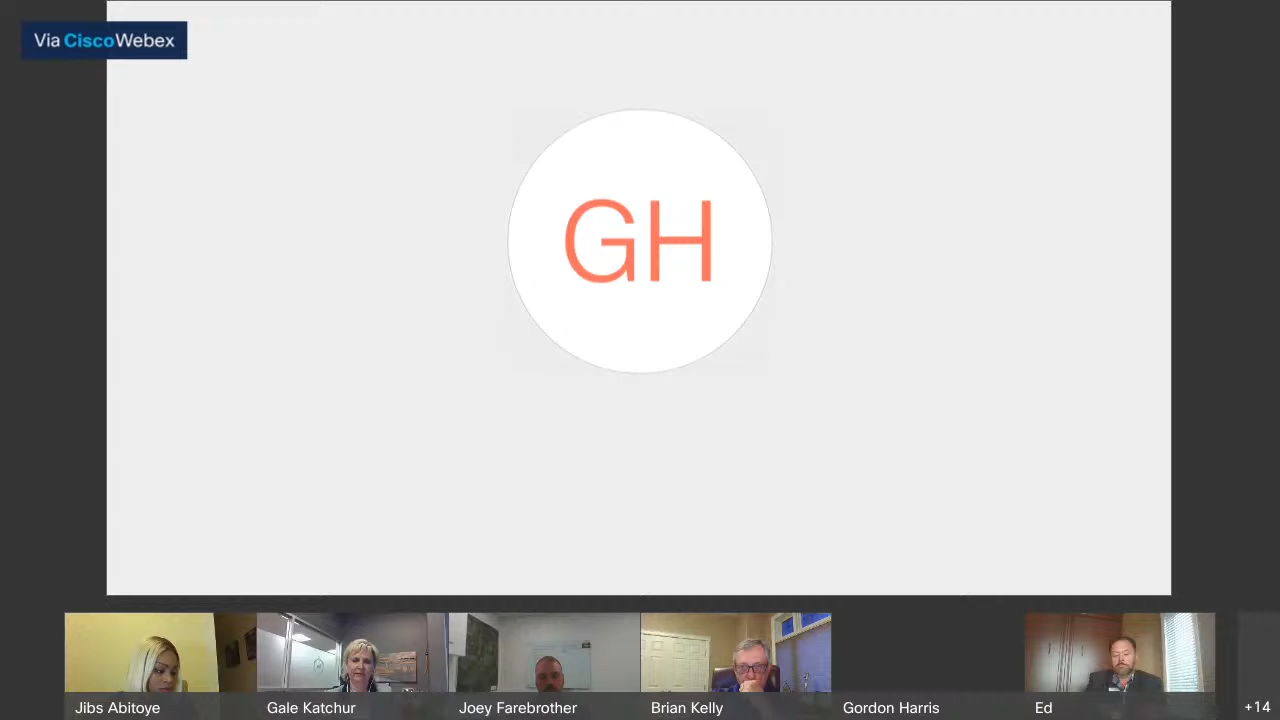 Via CiscoWebex
GH
Jibs Abitoye
Gale Katchur
Joey Farebrother
Brian Kelly
Gordon Harris
Ed
+14